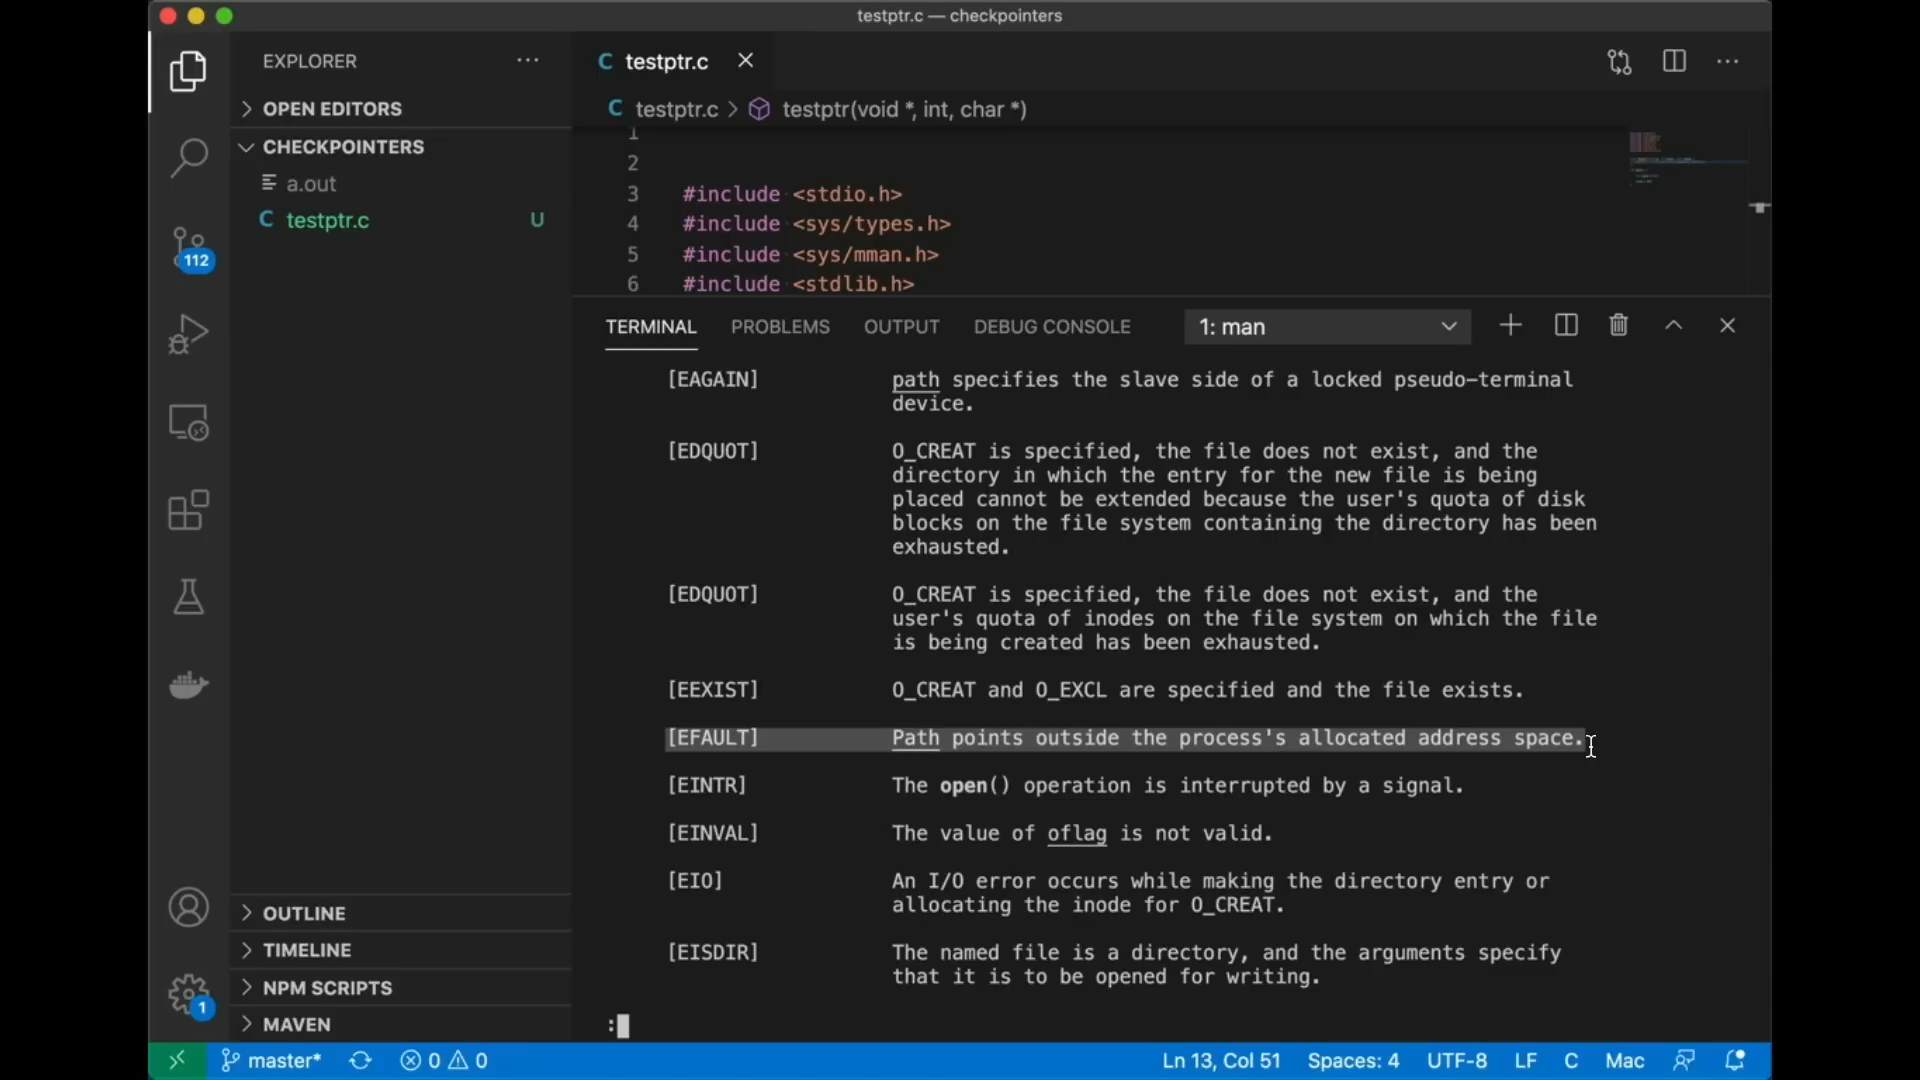 testptr.c — checkpointers
EXPLORER
OPEN EDITORS
CHECKPOINTERS
a.out
C testptr.c U
112
OUTLINE
TIMELINE
NPM SCRIPTS
MAVEN
1
C testptr.c
C testptr.c > testptr(void *, int, char *)
1
2
3 #include <stdio.h>
4 #include <sys/types.h>
5 #include <sys/mman.h>
6 #include <stdlib.h>
TERMINAL PROBLEMS OUTPUT DEBUG CONSOLE 1: man
[EAGAIN] path specifies the slave side of a locked pseudo-terminal
device.
[EDQUOT] O_CREAT is specified, the file does not exist, and the
directory in which the entry for the new file is being
placed cannot be extended because the user's quota of disk
blocks on the file system containing the directory has been
exhausted.
[EDQUOT] O_CREAT is specified, the file does not exist, and the
user's quota of inodes on the file system on which the file
is being created has been exhausted.
[EEXIST] O_CREAT and O_EXCL are specified and the file exists.
[EFAULT] Path points outside the process's allocated address space.
[EINTR] The open() operation is interrupted by a signal.
[EINVAL] The value of oflag is not valid.
[EIO] An I/O error occurs while making the directory entry or
allocating the inode for O_CREAT.
[EISDIR] The named file is a directory, and the arguments specify
that it is to be opened for writing.
:
master* 0 0 Ln 13, Col 51 Spaces: 4 UTF-8 LF C Mac